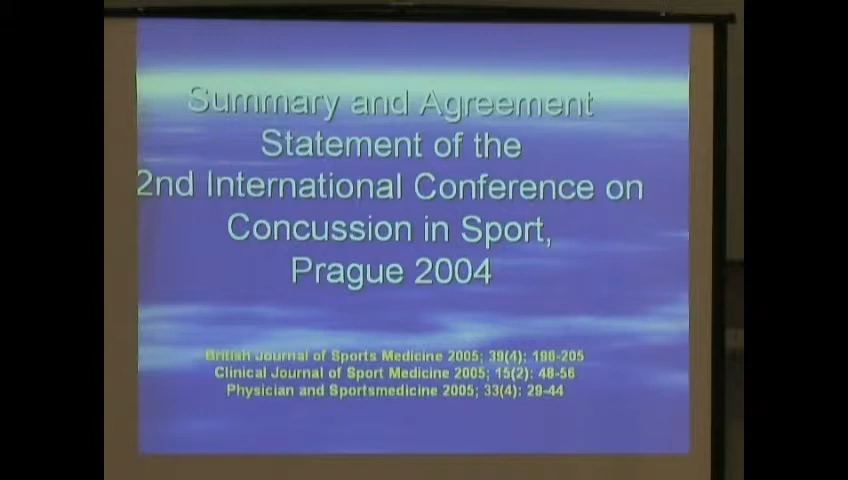 Summary and Agreement
Statement of the
2nd International Conference on
Concussion in Sport,
Prague 2004
British Journal of Sports Medicine 2005; 39(4): 196-205
Clinical Journal of Sport Medicine 2005; 15(2): 48-56
Physician and Sportsmedicine 2005; 33(4): 29-44